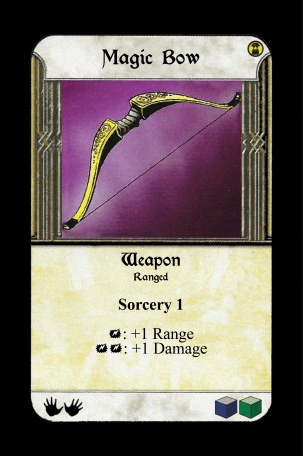 Magic Bow
Weapon
Ranged
Sorcery 1
: +1 Range
: +1 Damage